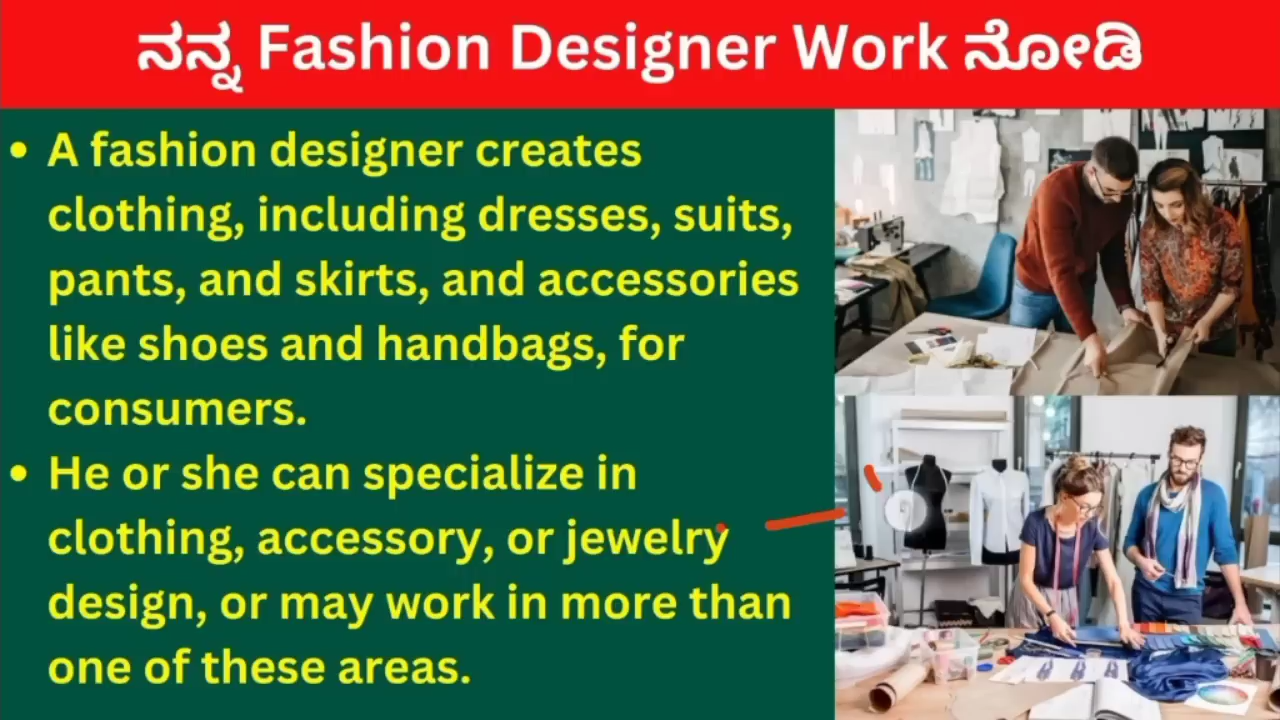 ನನ್ನ Fashion Designer Work ನೋಡಿ
• A fashion designer creates
clothing, including dresses, suits,
pants, and skirts, and accessories
like shoes and handbags, for
consumers.
• He or she can specialize in
clothing, accessory, or jewelry
design, or may work in more than
one of these areas.